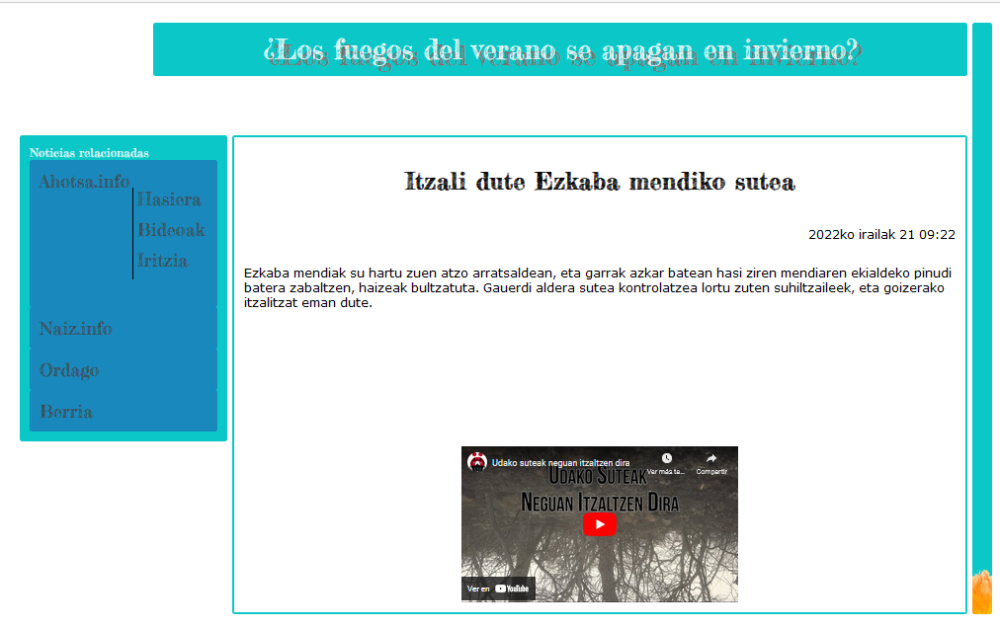 ¿Los fuegos del verano se apagan en invierno?
Noticias relacionadas
Ahotsa.info
Hasiera
Bideoak
Iritzia
Naiz.info
Ordago
Berria
Itzali dute Ezkaba mendiko sutea
2022ko irailak 21 09:22
Ezkaba mendiak su hartu zuen atzo arratsaldean, eta garrak azkar batean hasi ziren mendiaren ekialdeko pinudi
batera zabaltzen, haizeak bultzatuta. Gauerdi aldera sutea kontrolatzea lortu zuten suhiltzaileek, eta goizerako
itzalitzat eman dute.
Udako suteak neguan itzaltzen dira
Ver más ta...
Compartir
Udako Suteak
Neguan Itzaltzen Dira
Ver en YouTube